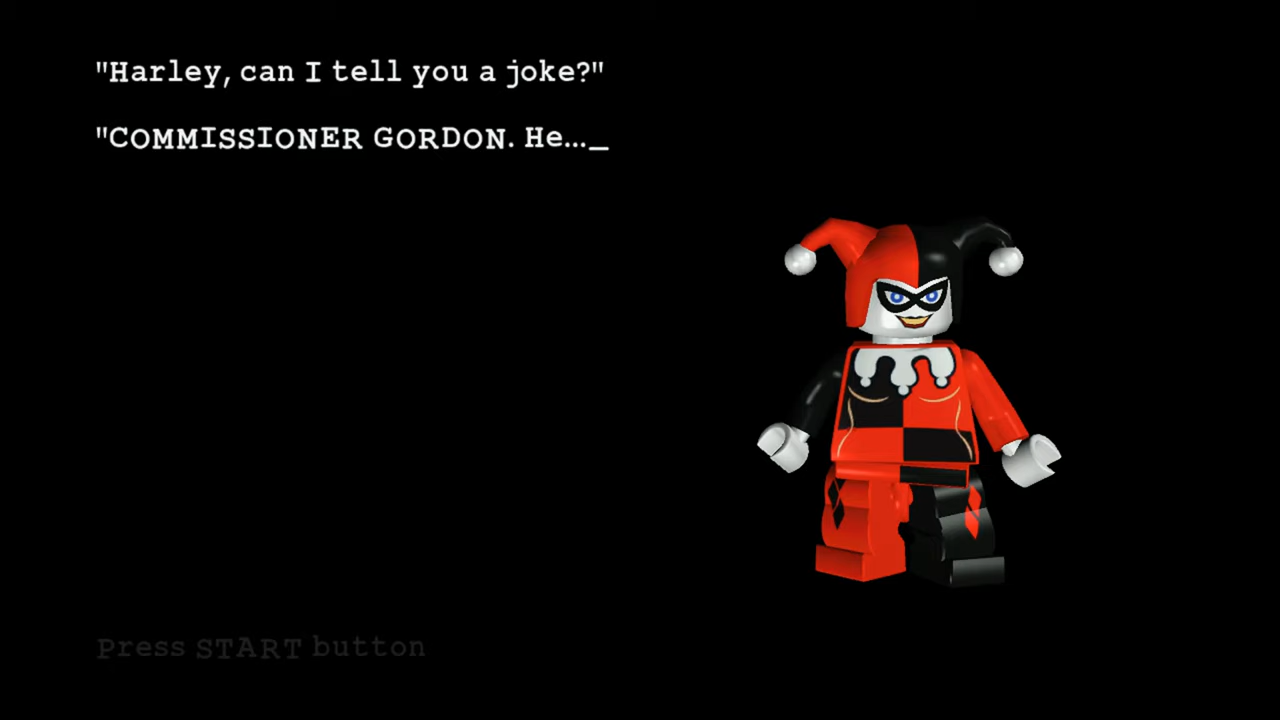 "Harley, can I tell you a joke?"
"COMMISSIONER GORDON. He..._
Press START button